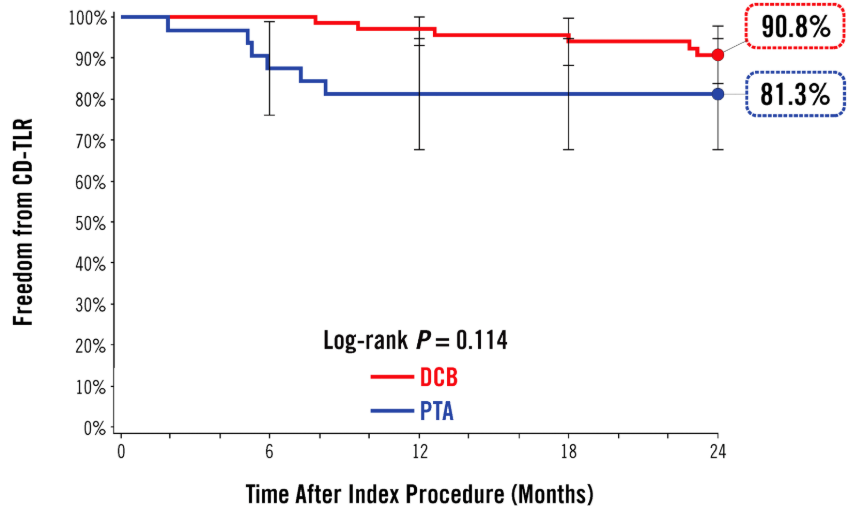 Freedom from CD-TLR
100%
90%
80%
70%
60%
50%
40%
30%
20%
10%
0%
90.8%
81.3%
Log-rank P = 0.114
DCB
PTA
0 6 12 18 24
Time After Index Procedure (Months)